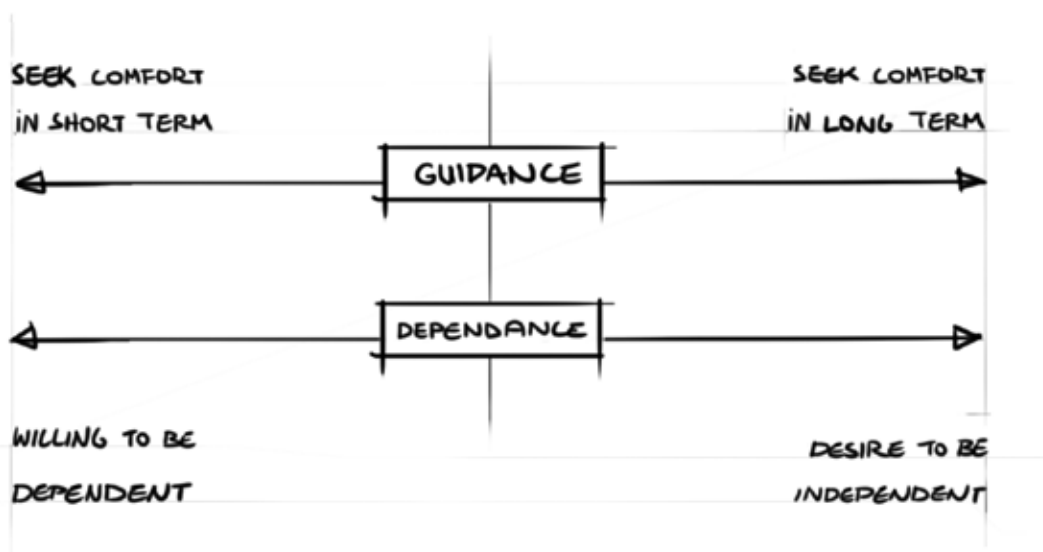 SEEK COMFORT
IN SHORT TERM
SEEK COMFORT
IN LONG TERM
GUIDANCE
DEPENDANCE
WILLING TO BE
DEPENDENT
DESIRE TO BE
INDEPENDENT